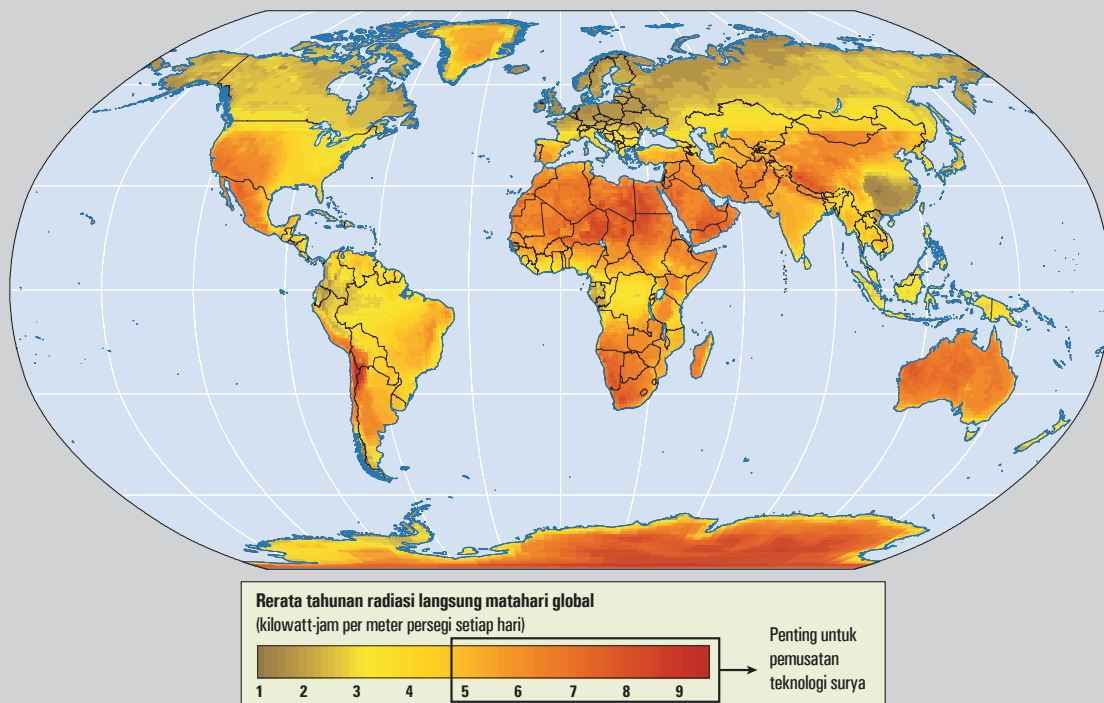 Rerata tahunan radiasi langsung matahari global
(kilowatt-jam per meter persegi setiap hari)
1 2 3 4 5 6 7 8 9
Penting untuk
pemusatan
teknologi surya